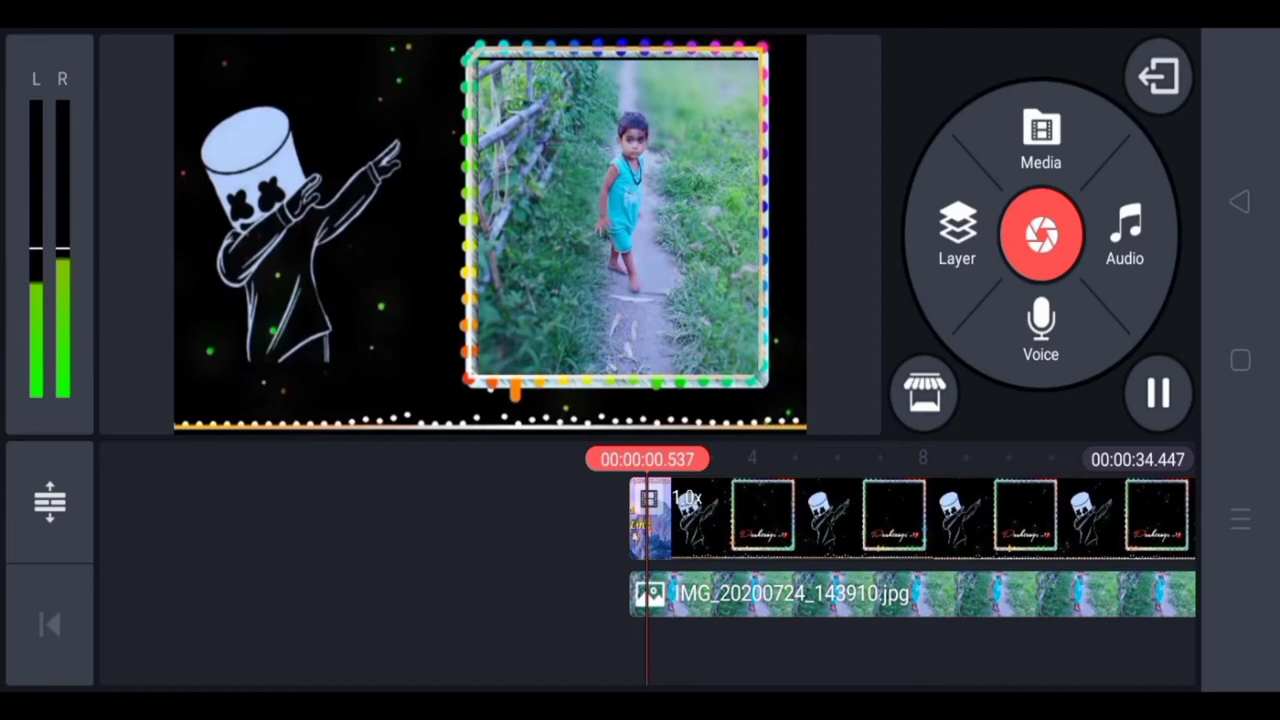 L R
Media
Layer
Audio
Voice
00:00:00.537
4
8
00:00:34.447
1.0x
IMG_20200724_143910.jpg